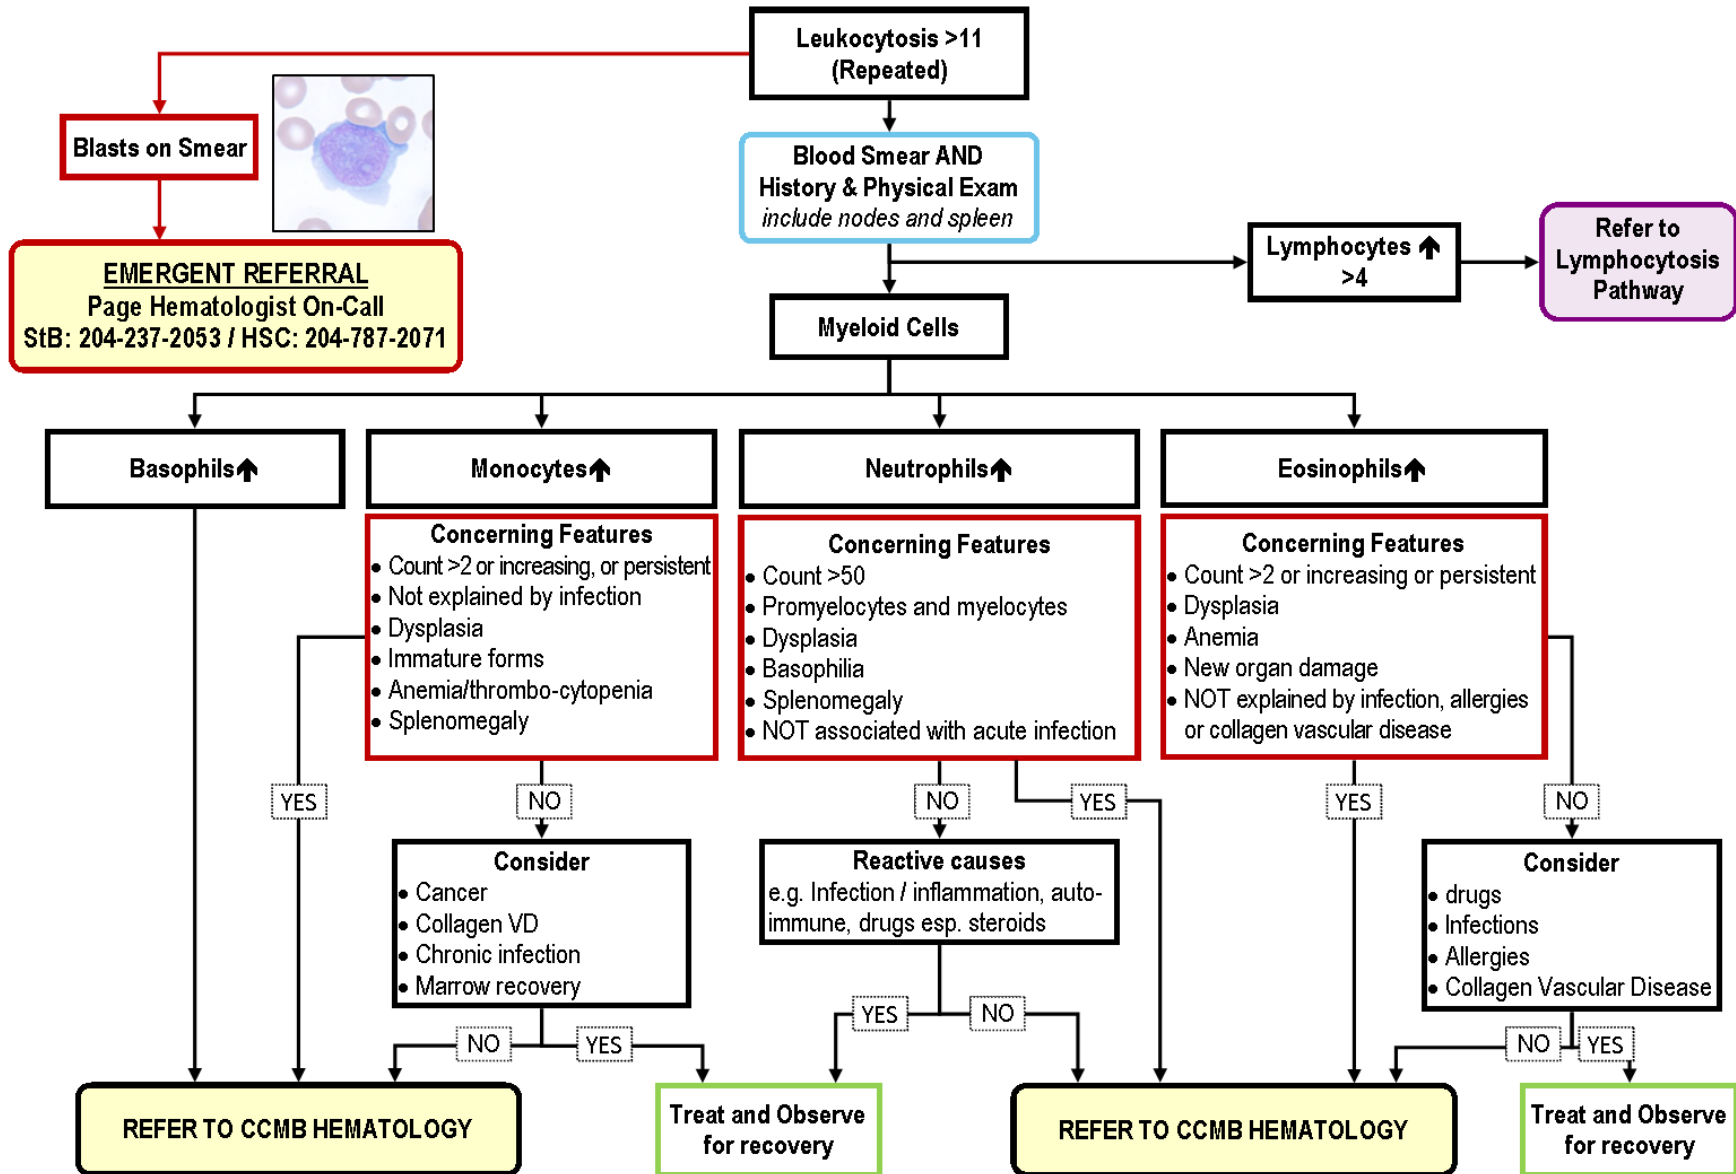 Leukocytosis >11
(Repeated)
Blasts on Smear
EMERGENT REFERRAL
Page Hematologist On-Call
StB: 204-237-2053 / HSC: 204-787-2071
Blood Smear AND
History & Physical Exam
include nodes and spleen
Lymphocytes ↑
>4
Refer to
Lymphocytosis
Pathway
Myeloid Cells
Basophils↑
Monocytes↑
Neutrophils↑
Eosinophils↑
Concerning Features
• Count >2 or increasing, or persistent
• Not explained by infection
• Dysplasia
• Immature forms
• Anemia/thrombo-cytopenia
• Splenomegaly
Concerning Features
• Count >50
• Promyelocytes and myelocytes
• Dysplasia
• Basophilia
• Splenomegaly
• NOT associated with acute infection
Concerning Features
• Count >2 or increasing or persistent
• Dysplasia
• Anemia
• New organ damage
• NOT explained by infection, allergies
or collagen vascular disease
YES
NO
NO
YES
YES
NO
Consider
• Cancer
• Collagen VD
• Chronic infection
• Marrow recovery
Reactive causes
e.g. Infection / inflammation, auto-
immune, drugs esp. steroids
Consider
• drugs
• Infections
• Allergies
• Collagen Vascular Disease
NO
YES
YES
NO
NO
YES
REFER TO CCMB HEMATOLOGY
Treat and Observe
for recovery
REFER TO CCMB HEMATOLOGY
Treat and Observe
for recovery